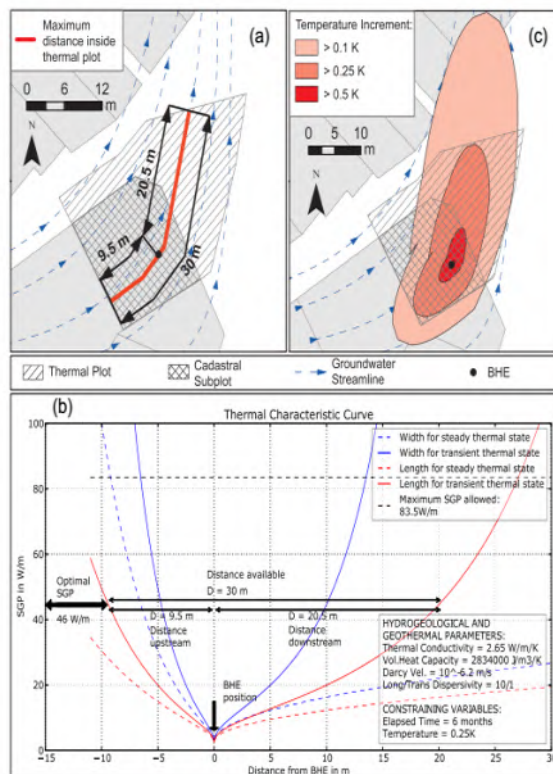 Maximum
distance inside
thermal plot
(a)
0 6 12
m
N
20.5 m
9.5 m
30 m
Temperature Increment:
> 0.1 K
> 0.25 K
> 0.5 K
(c)
0 5 10
m
N
Thermal Plot
Cadastral
Subplot
Groundwater
Streamline
BHE
(b)
Thermal Characteristic Curve
SGP in W/m
100
80
60
40
20
0
Width for steady thermal state
Width for transient thermal state
Length for steady thermal state
Length for transient thermal state
Maximum SGP allowed:
83.5W/m
Optimal
SGP
46 W/m
Distance available
D = 30 m
D = 9.5 m
Distance
upstream
D = 20.5 m
Distance
downstream
BHE
position
HYDROGEOLOGICAL AND
GEOTHERMAL PARAMETERS:
Thermal Conductivity = 2.65 W/m/K
Vol.Heat Capacity = 2834000 J/m3/K
Darcy Vel. = 10^-6.2 m/s
Long/Trans Dispersivity = 10/1
CONSTRAINING VARIABLES:
Elapsed Time = 6 months
Temperature = 0.25K
−15 −10 −5 0 5 10 15 20 25 30
Distance from BHE in m